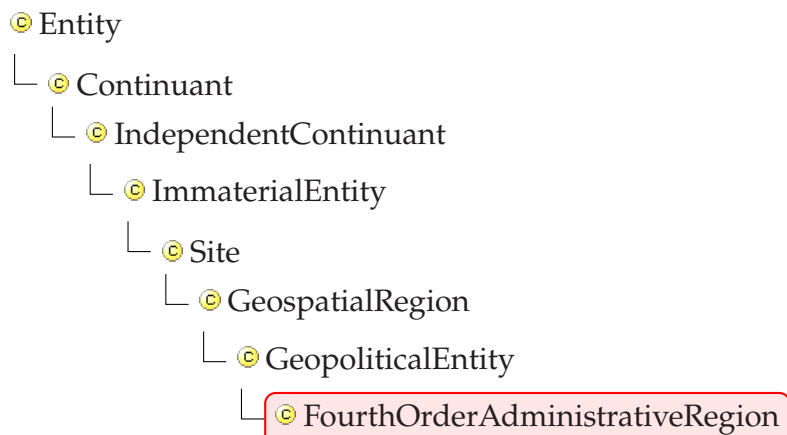 Entity
Continuant
IndependentContinuant
ImmaterialEntity
Site
GeospatialRegion
GeopoliticalEntity
FourthOrderAdministrativeRegion